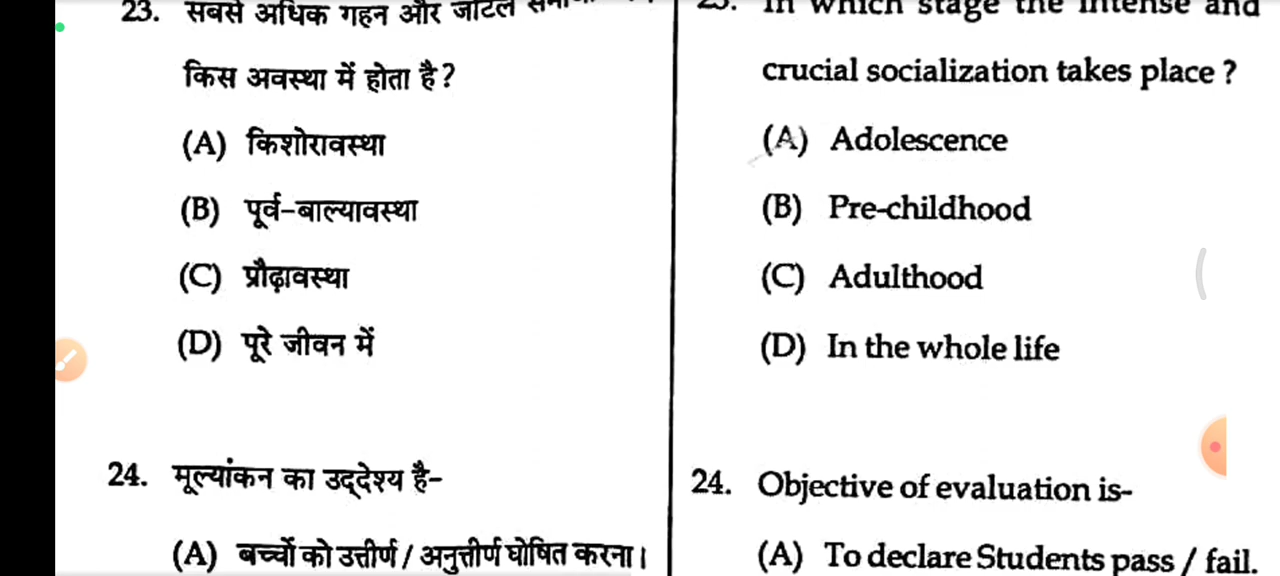 23. सबसे अधिक गहन और जटिल
किस अवस्था में होता है?
(A) किशोरावस्था
(B) पूर्व-बाल्यावस्था
(C) प्रौढ़ावस्था
(D) पूरे जीवन में
24. मूल्यांकन का उद्देश्य है-
(A) बच्चों को उत्तीर्ण / अनुत्तीर्ण घोषित करना।
23. In which stage the intense and
crucial socialization takes place ?
(A) Adolescence
(B) Pre-childhood
(C) Adulthood
(D) In the whole life
24. Objective of evaluation is-
(A) To declare Students pass / fail.